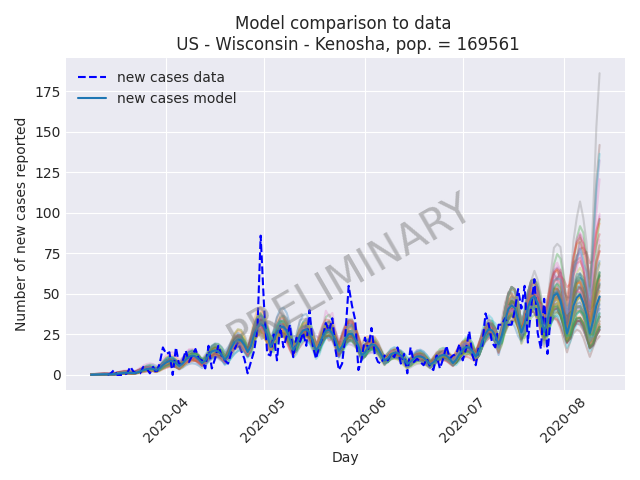 Model comparison to data
US - Wisconsin - Kenosha, pop. = 169561
new cases data
new cases model
PRELIMINARY
Number of new cases reported
175
150
125
100
75
50
25
0
2020-04
2020-05
2020-06
2020-07
2020-08
Day